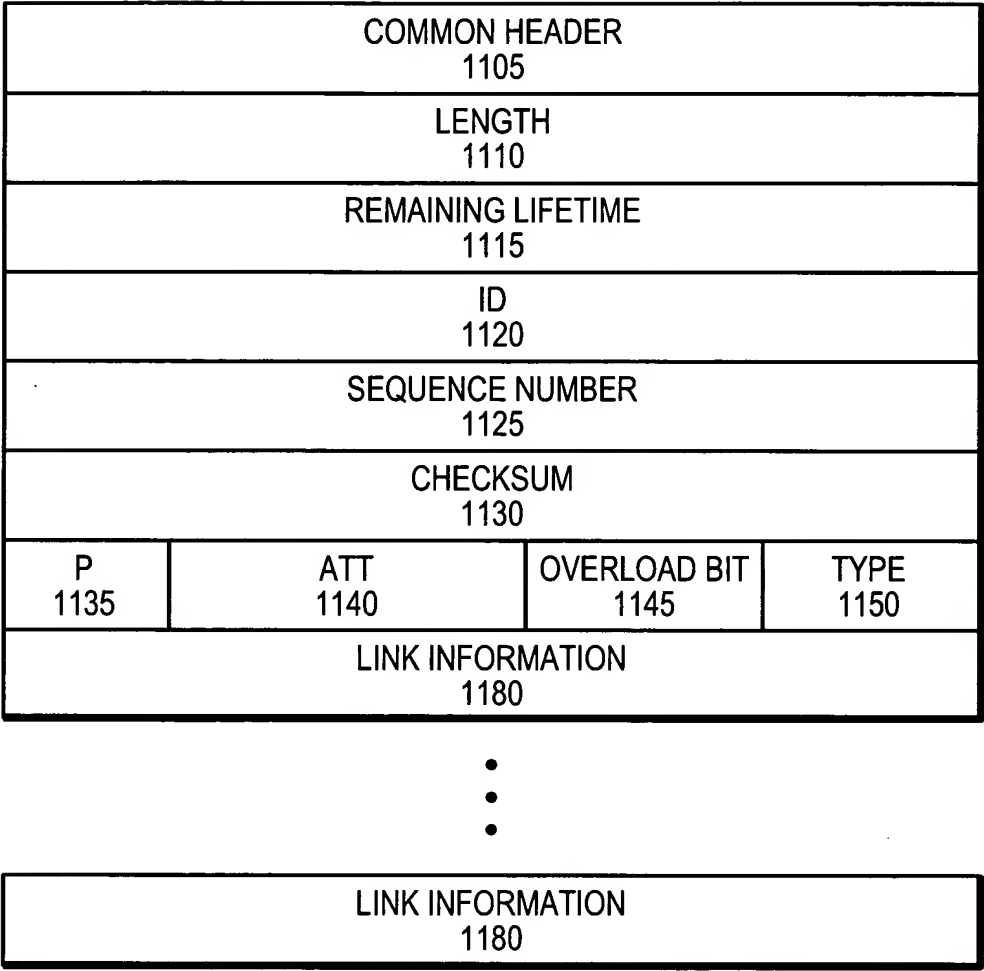 COMMON HEADER
1105
LENGTH
1110
REMAINING LIFETIME
1115
ID
1120
SEQUENCE NUMBER
1125
CHECKSUM
1130
P
1135
ATT
1140
OVERLOAD BIT
1145
TYPE
1150
LINK INFORMATION
1180
LINK INFORMATION
1180